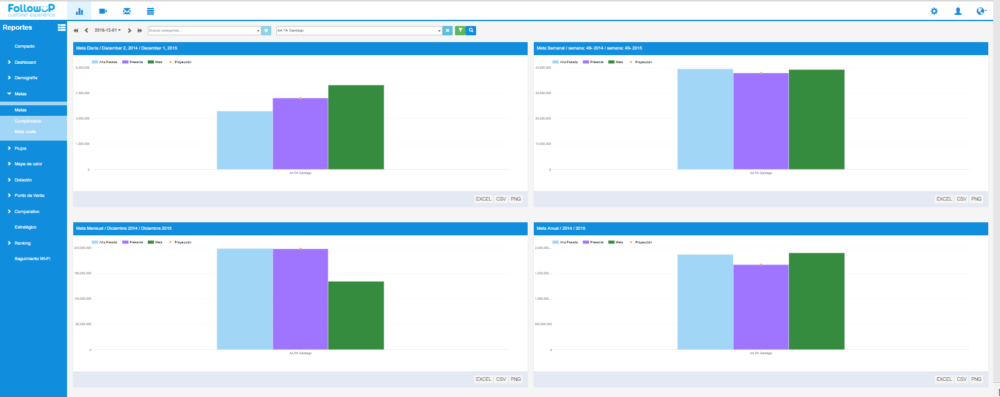 FollowUP
customer experience
Reportes
2015-12-01
Buscar categorías...
AA PA Santiago
Compacto
Dashboard
Demografía
Metas
Metas
Cumplimiento
Meta Justa
Flujos
Mapa de calor
Dotación
Punto de Venta
Comparativo
Estratégico
Ranking
Seguimiento Wi-Fi
Meta Diaria / December 2, 2014 / December 1, 2015
Año Pasado Presente Meta Proyección
6,000,000
4,500,000
3,000,000
1,500,000
0
AA PA Santiago
EXCEL CSV PNG
Meta Semanal / semana: 49- 2014 / semana: 49- 2015
Año Pasado Presente Meta Proyección
40,000,000
30,000,000
20,000,000
10,000,000
0
AA PA Santiago
EXCEL CSV PNG
Meta Mensual / Diciembre 2014 / Diciembre 2015
Año Pasado Presente Meta Proyección
240,000,000
180,000,000
120,000,000
60,000,000
0
AA PA Santiago
EXCEL CSV PNG
Meta Anual / 2014 / 2015
Año Pasado Presente Meta Proyección
2,000,000...
1,500,000...
1,000,000...
500,000,000
0
AA PA Santiago
EXCEL CSV PNG